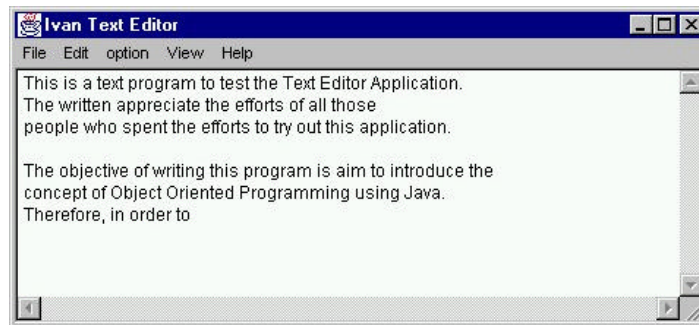 Ivan Text Editor
File Edit option View Help
This is a text program to test the Text Editor Application.
The written appreciate the efforts of all those
people who spent the efforts to try out this application.
The objective of writing this program is aim to introduce the
concept of Object Oriented Programming using Java.
Therefore, in order to